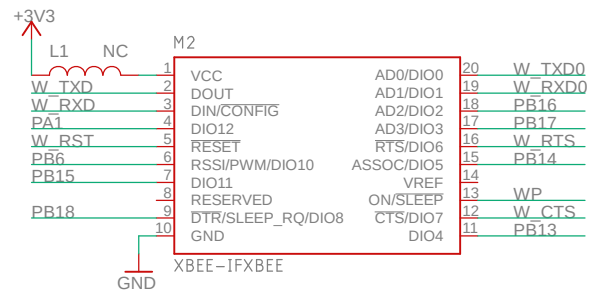 +3V3
L1 NC M2
1 VCC AD0/DIO0 20 W_TXD0
W_TXD 2 DOUT AD1/DIO1 19 W_RXD0
W_RXD 3 DIN/CONFIG AD2/DIO2 18 PB16
PA1 4 DIO12 AD3/DIO3 17 PB17
W_RST 5 RESET RTS/DIO6 16 W_RTS
PB6 6 RSSI/PWM/DIO10 ASSOC/DIO5 15 PB14
PB15 7 DIO11 VREF 14
8 RESERVED ON/SLEEP 13 WP
PB18 9 DTR/SLEEP_RQ/DIO8 CTS/DIO7 12 W_CTS
10 GND DIO4 11 PB13
XBEE-IFXBEE
GND